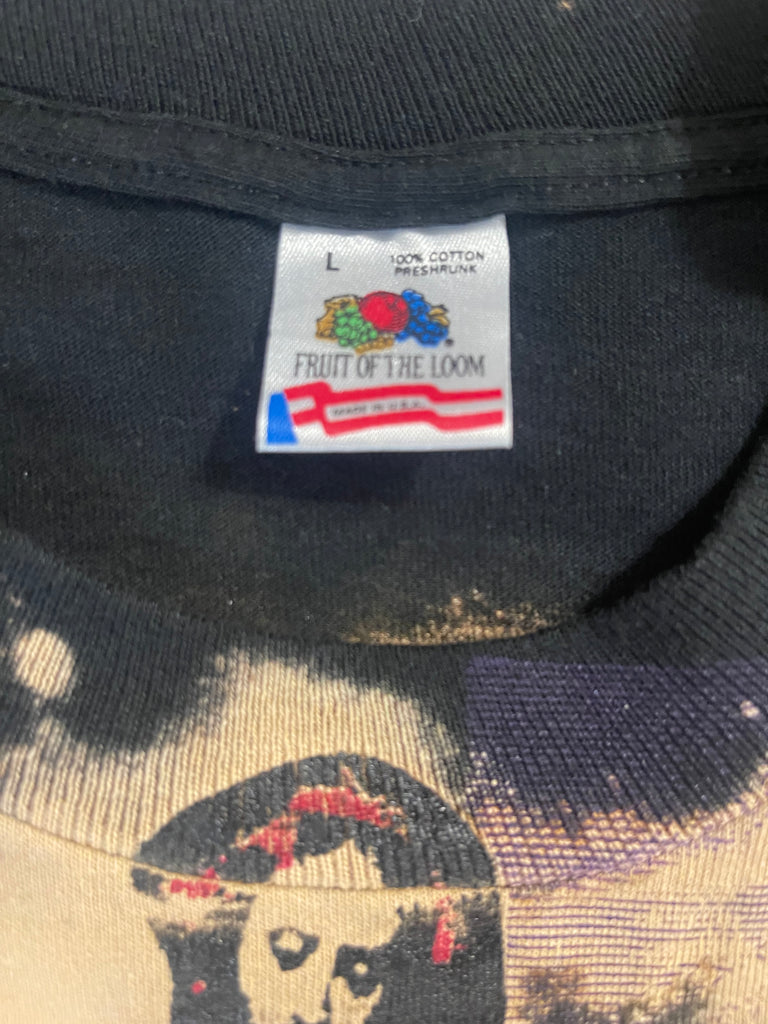 L
100% COTTON
PRESHRUNK
®
FRUIT OF THE LOOM
MADE IN U.S.A.